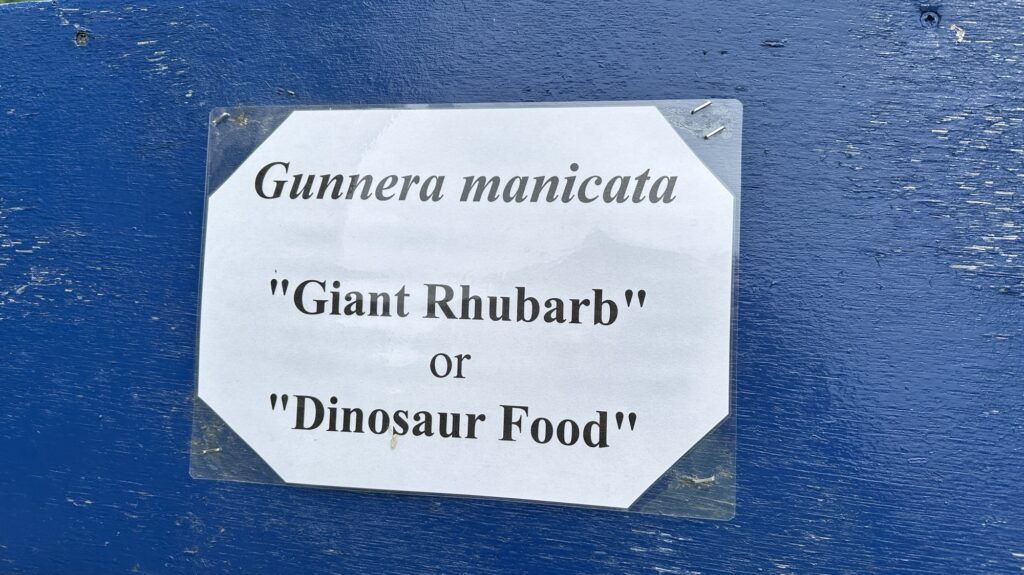 Gunnera manicata
"Giant Rhubarb"
or
"Dinosaur Food"